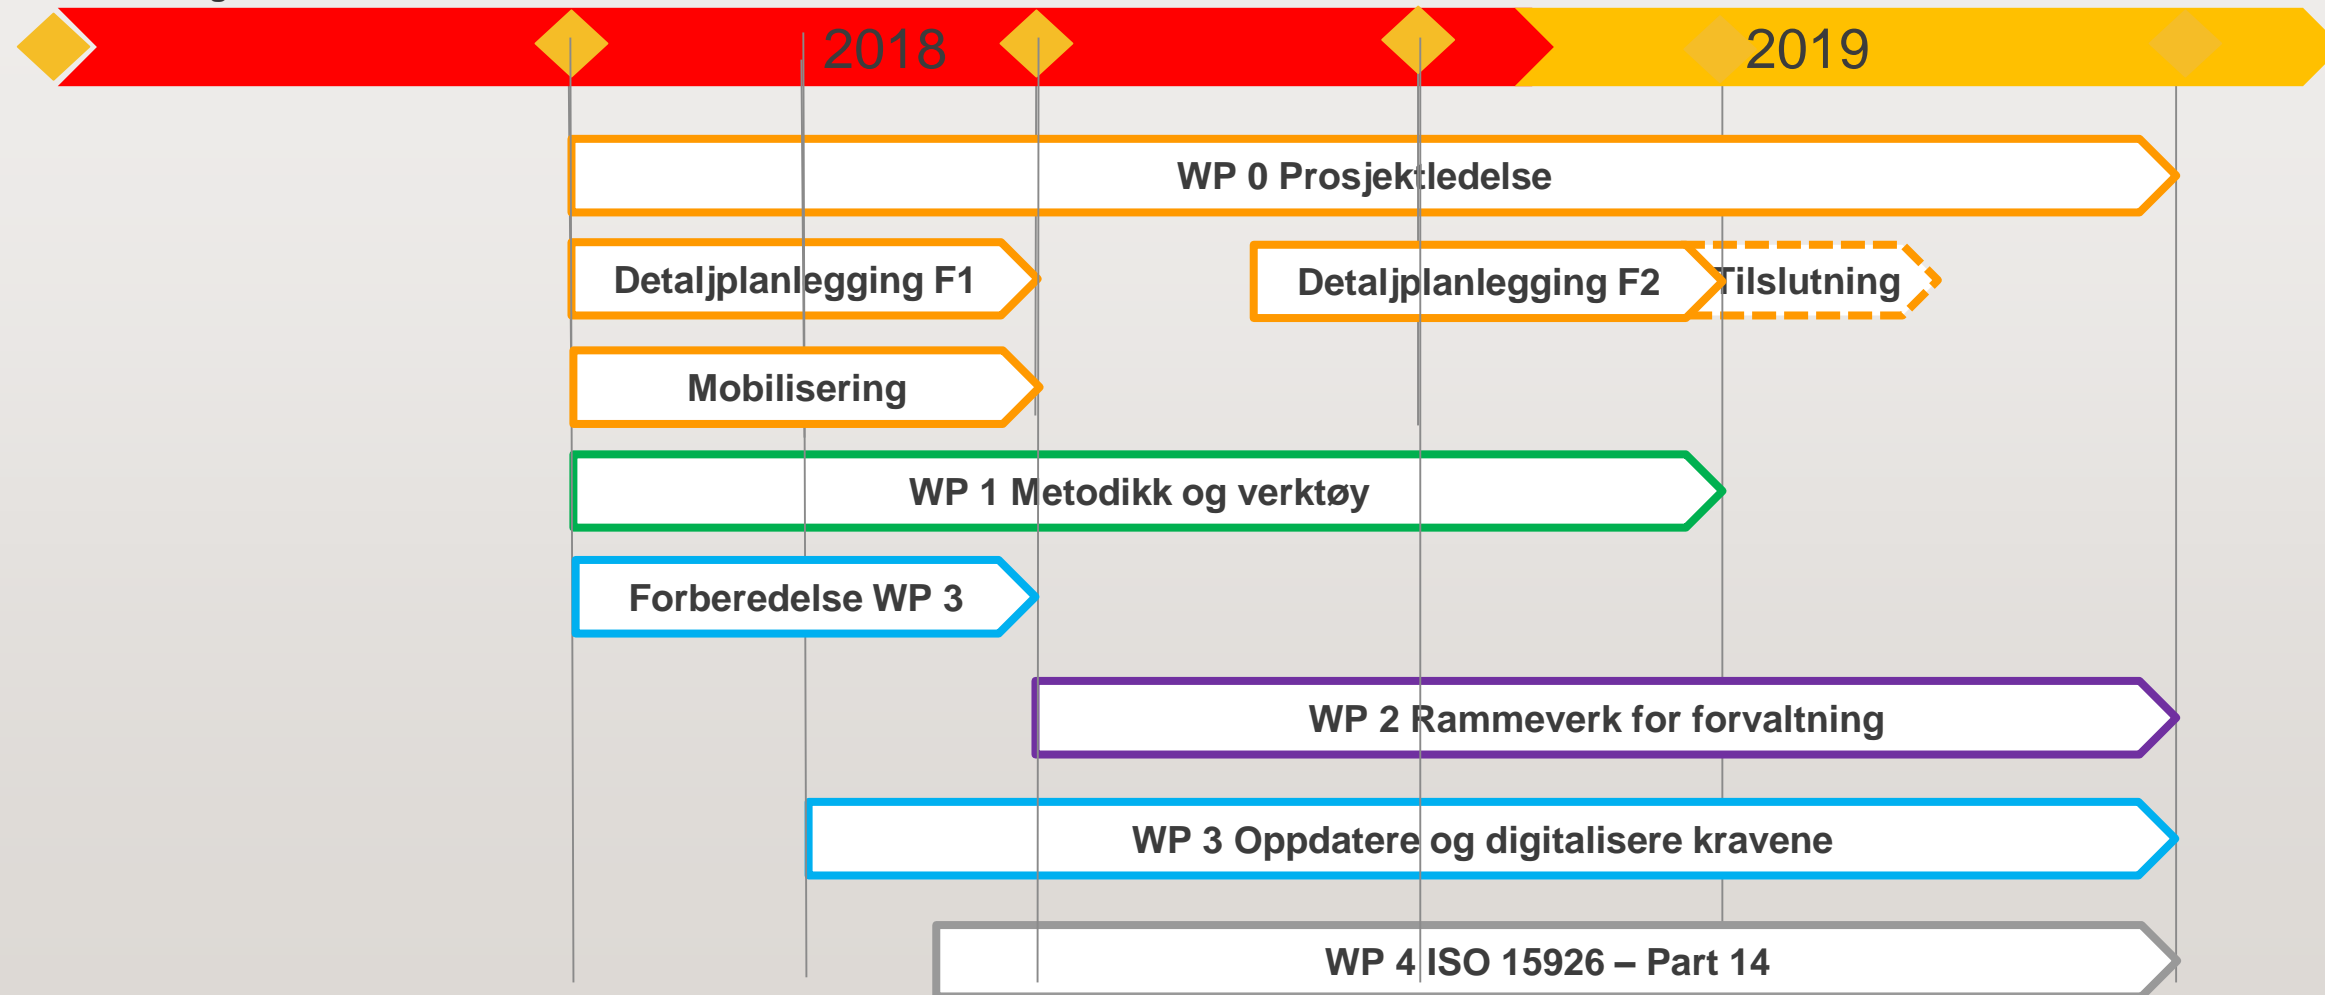 2018
2019
WP 0 Prosjektledelse
Detaljplanlegging F1
Detaljplanlegging F2
Tilslutning
Mobilisering
WP 1 Metodikk og verktøy
Forberedelse WP 3
WP 2 Rammeverk for forvaltning
WP 3 Oppdatere og digitalisere kravene
WP 4 ISO 15926 – Part 14